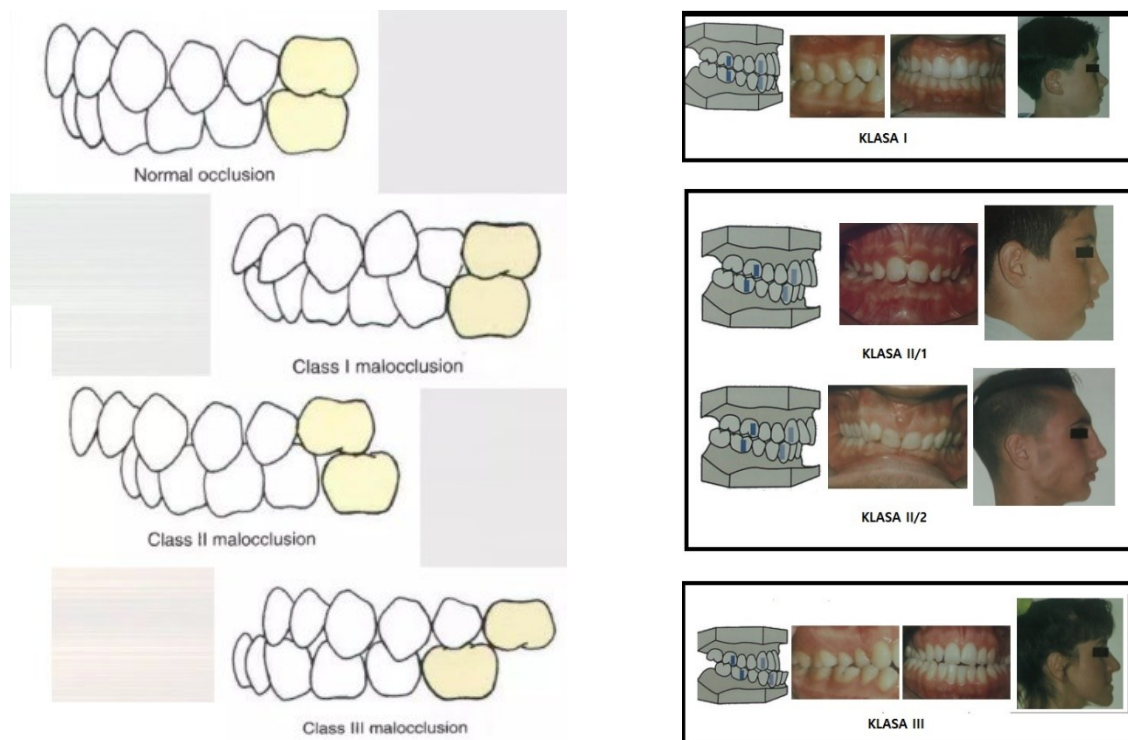 Normal occlusion
Class I malocclusion
Class II malocclusion
Class III malocclusion
KLASA I
KLASA II/1
KLASA II/2
KLASA III